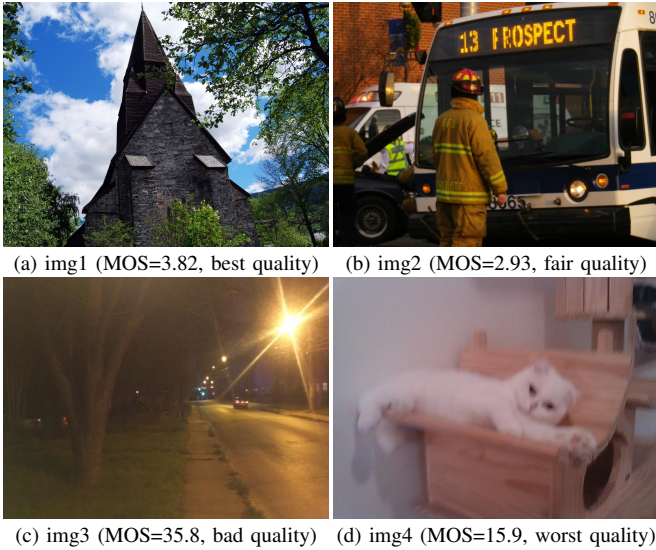 13 PROSPECT
(a) img1 (MOS=3.82, best quality)
(b) img2 (MOS=2.93, fair quality)
(c) img3 (MOS=35.8, bad quality)
(d) img4 (MOS=15.9, worst quality)